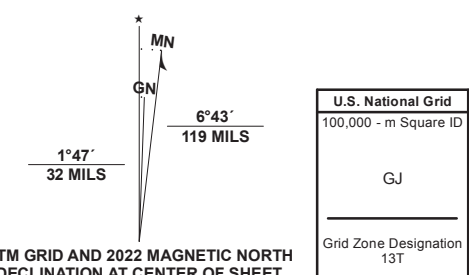 ★
MN
GN
6°43´
119 MILS
1°47´
32 MILS
TM GRID AND 2022 MAGNETIC NORTH
DECLINATION AT CENTER OF SHEET
U.S. National Grid
100,000 - m Square ID
GJ
Grid Zone Designation
13T